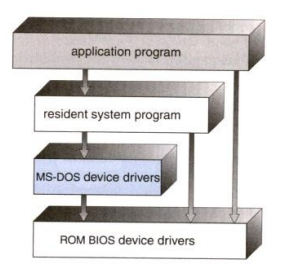 application program
resident system program
MS-DOS device drivers
ROM BIOS device drivers